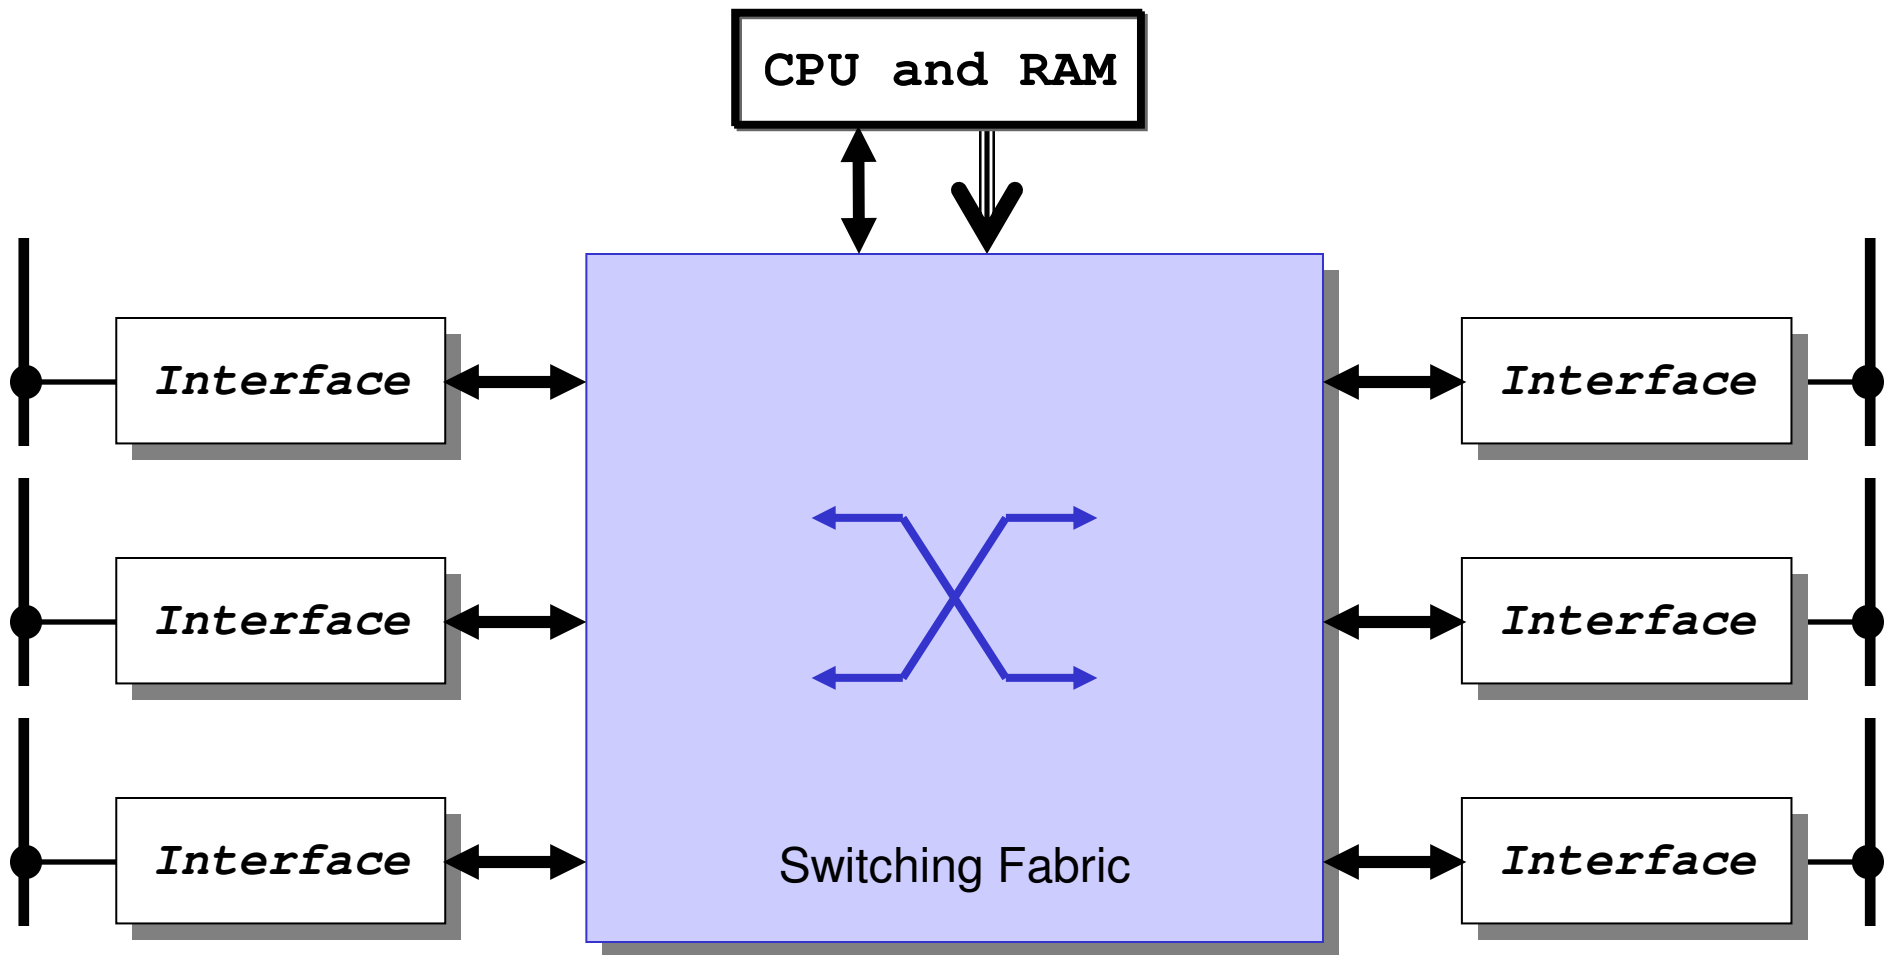 CPU and RAM
Interface
Interface
Interface
Interface
Interface
Interface
Switching Fabric